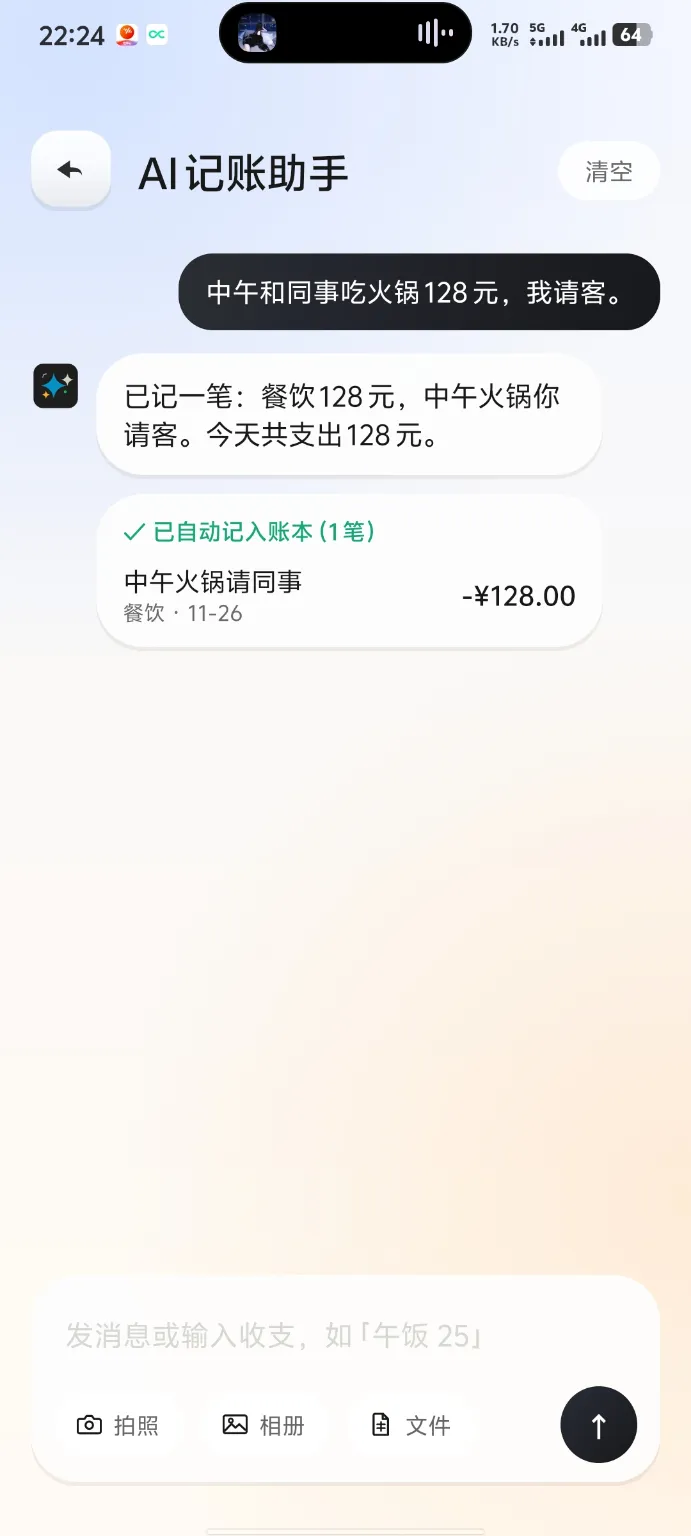 22:24
1.70 KB/s 5G 4G 64
AI记账助手
清空
中午和同事吃火锅128元，我请客。
已记一笔：餐饮128元，中午火锅你
请客。今天共支出128元。
已自动记入账本(1笔)
中午火锅请同事
-¥128.00
餐饮 · 11-26
发消息或输入收支，如「午饭 25」
拍照
相册
文件